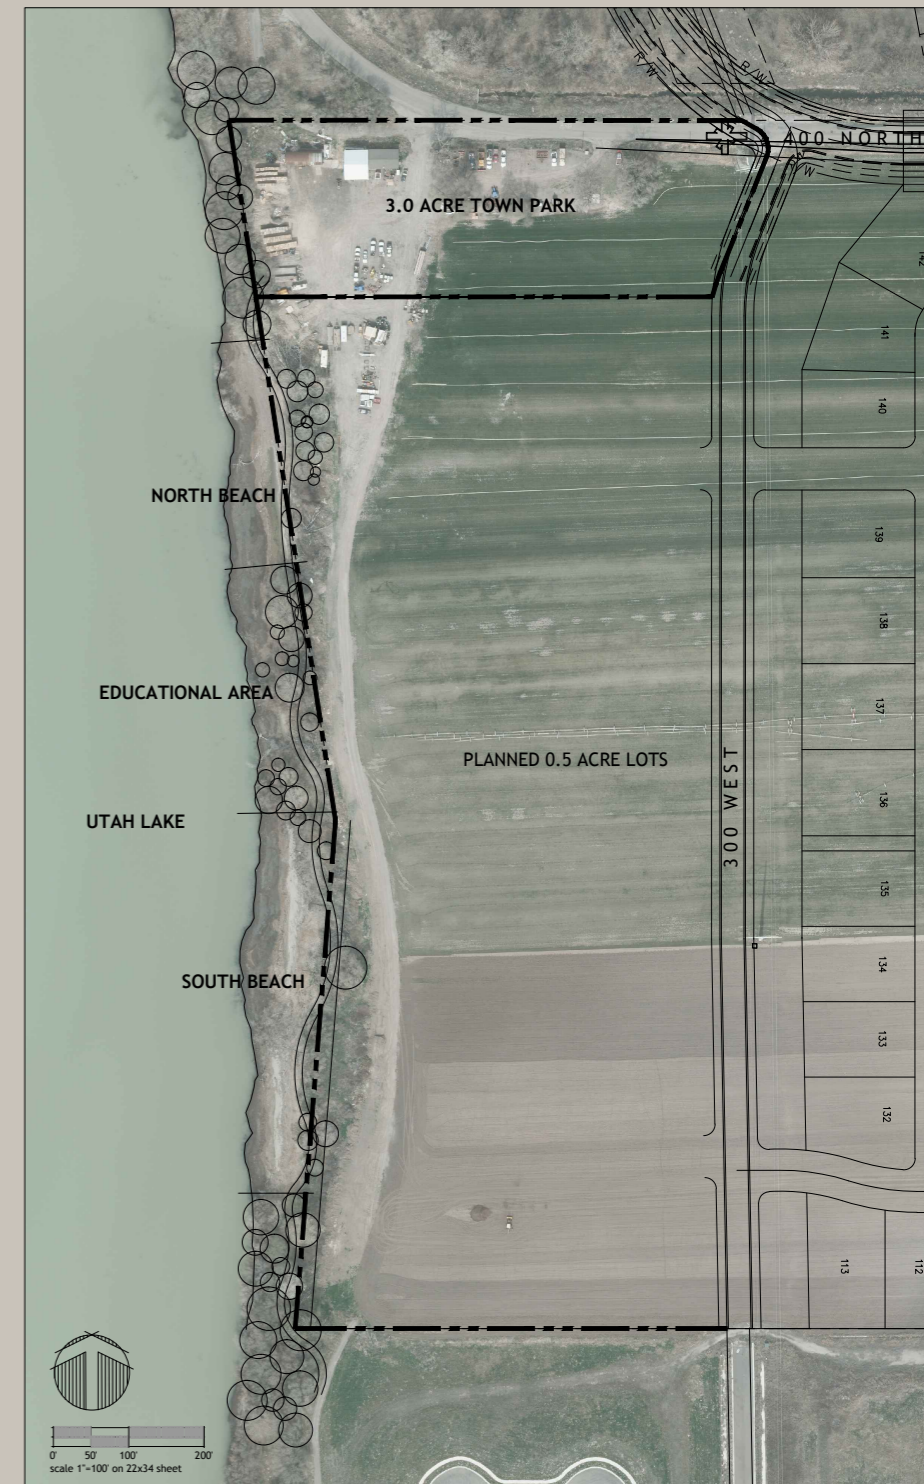 R/W
R/W
400 NORTH
R/W
3.0 ACRE TOWN PARK
142
141
140
NORTH BEACH
139
138
EDUCATIONAL AREA
137
PLANNED 0.5 ACRE LOTS
300 WEST
136
UTAH LAKE
135
134
SOUTH BEACH
133
132
113
112
0' 50' 100' 200'
scale 1"=100' on 22x34 sheet